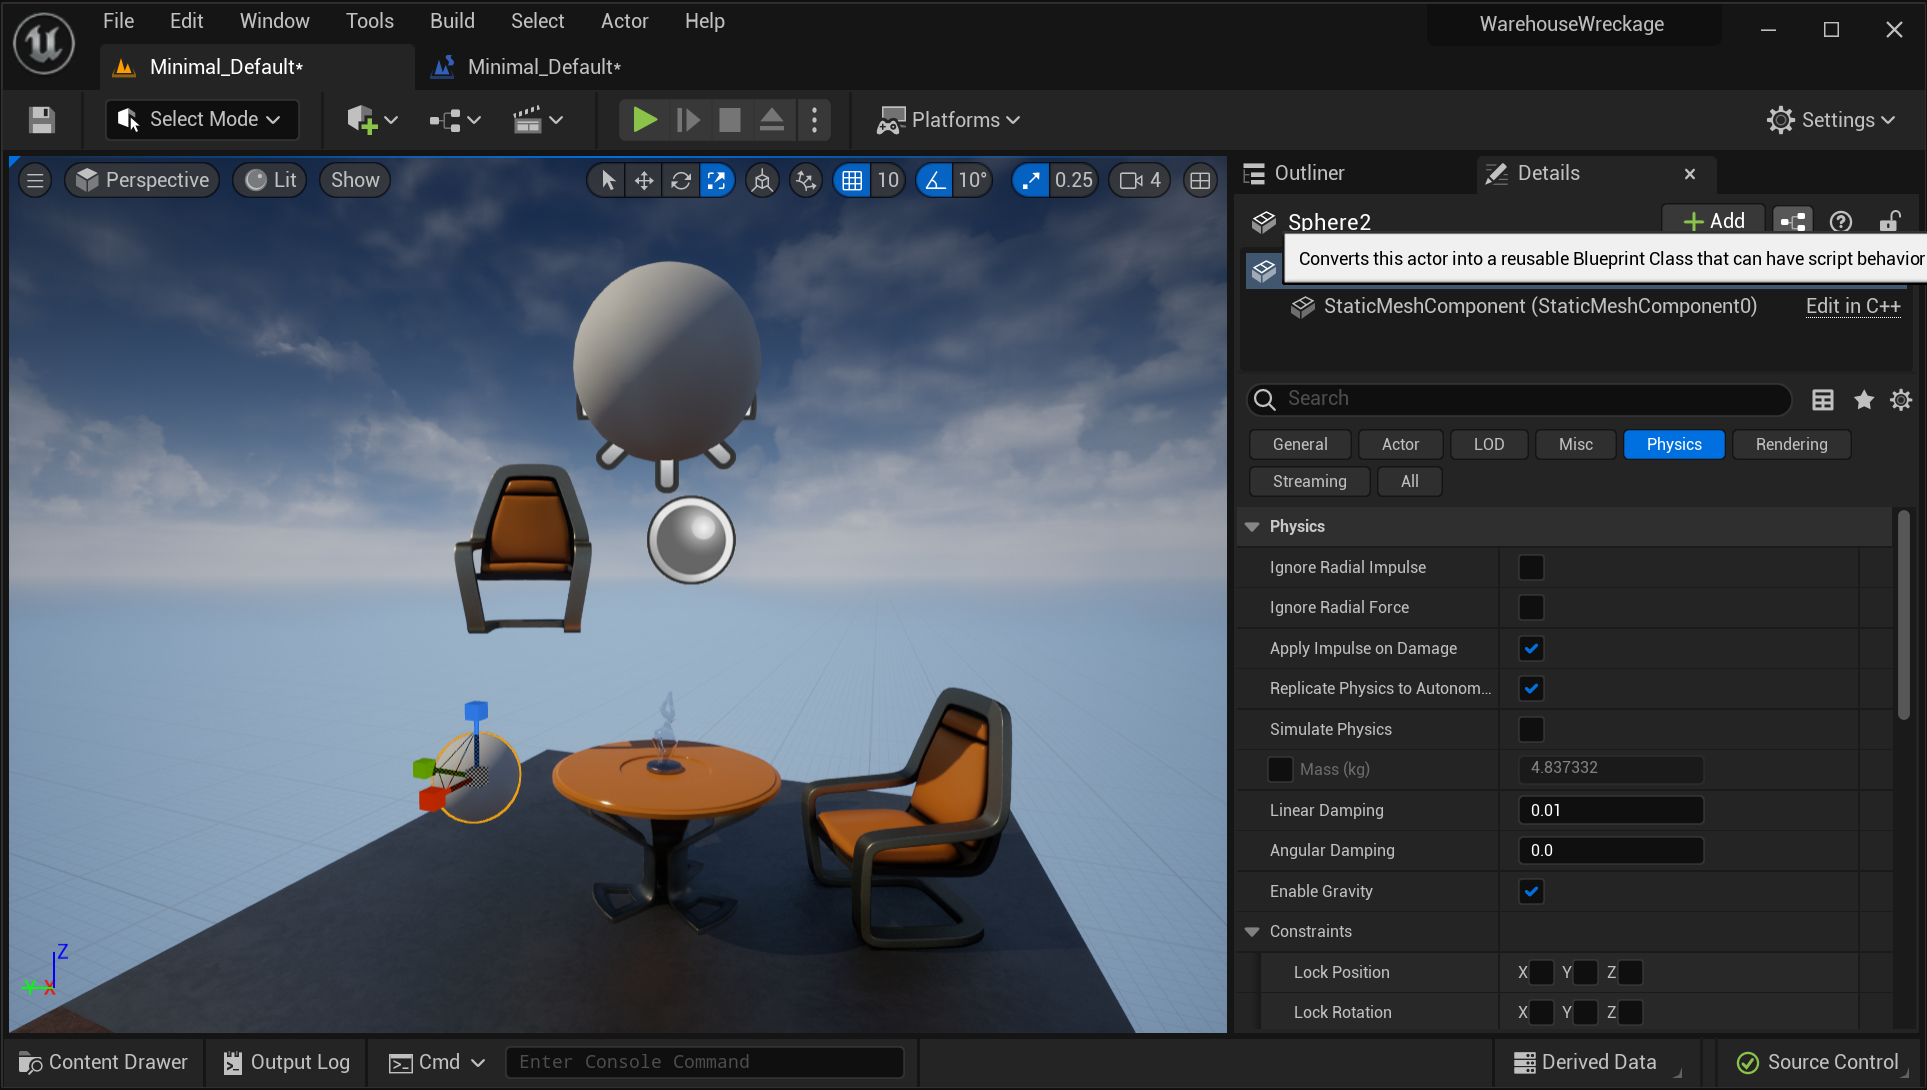 File Edit Window Tools Build Select Actor Help
WarehouseWreckage
Minimal_Default*
Minimal_Default*
Select Mode
Platforms
Settings
Perspective
Lit
Show
10
10°
0.25
4
Outliner
Details
Sphere2
Add
Converts this actor into a reusable Blueprint Class that can have script behavior
StaticMeshComponent (StaticMeshComponent0)
Edit in C++
Search
General Actor LOD Misc Physics Rendering
Streaming All
Physics
Ignore Radial Impulse
Ignore Radial Force
Apply Impulse on Damage
Replicate Physics to Autonom...
Simulate Physics
Mass (kg) 4.837332
Linear Damping 0.01
Angular Damping 0.0
Enable Gravity
Constraints
Lock Position X Y Z
Lock Rotation X Y Z
Z
Y X
Content Drawer
Output Log
Cmd
Enter Console Command
Derived Data
Source Control